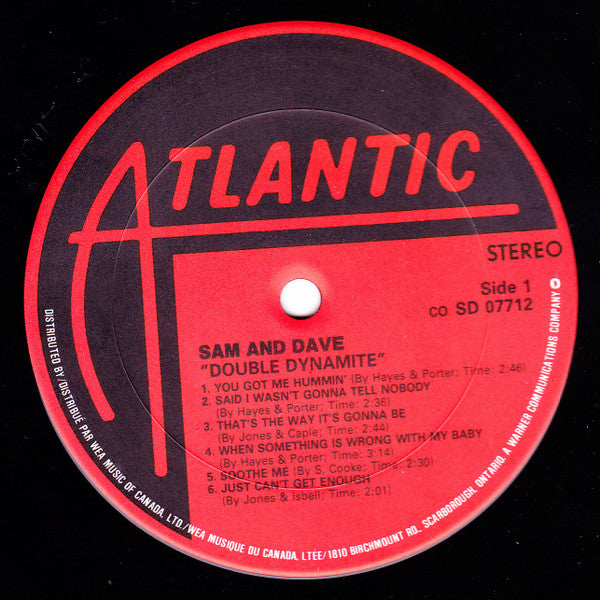 ATLANTIC
STEREO
Side 1
CO SD 07712
SAM AND DAVE
"DOUBLE DYNAMITE"
1. YOU GOT ME HUMMIN' (By Hayes & Porter; Time: 2:46)
2. SAID I WASN'T GONNA TELL NOBODY
(By Hayes & Porter; Time: 2:36)
3. THAT'S THE WAY IT'S GONNA BE
(By Jones & Caple; Time: 2:44)
4. WHEN SOMETHING IS WRONG WITH MY BABY
(By Hayes & Porter; Time: 3:14)
5. SOOTHE ME (By S. Cooke; Time: 2:30)
6. JUST CAN'T GET ENOUGH
(By Jones & Isbell; Time: 2:01)
DISTRIBUTED BY/DISTRIBUÉ PAR WEA MUSIC OF CANADA, LTD./WEA MUSIQUE DU CANADA, LTÉE/1810 BIRCHMOUNT RD., SCARBOROUGH, ONTARIO. A WARNER COMMUNICATIONS COMPANY